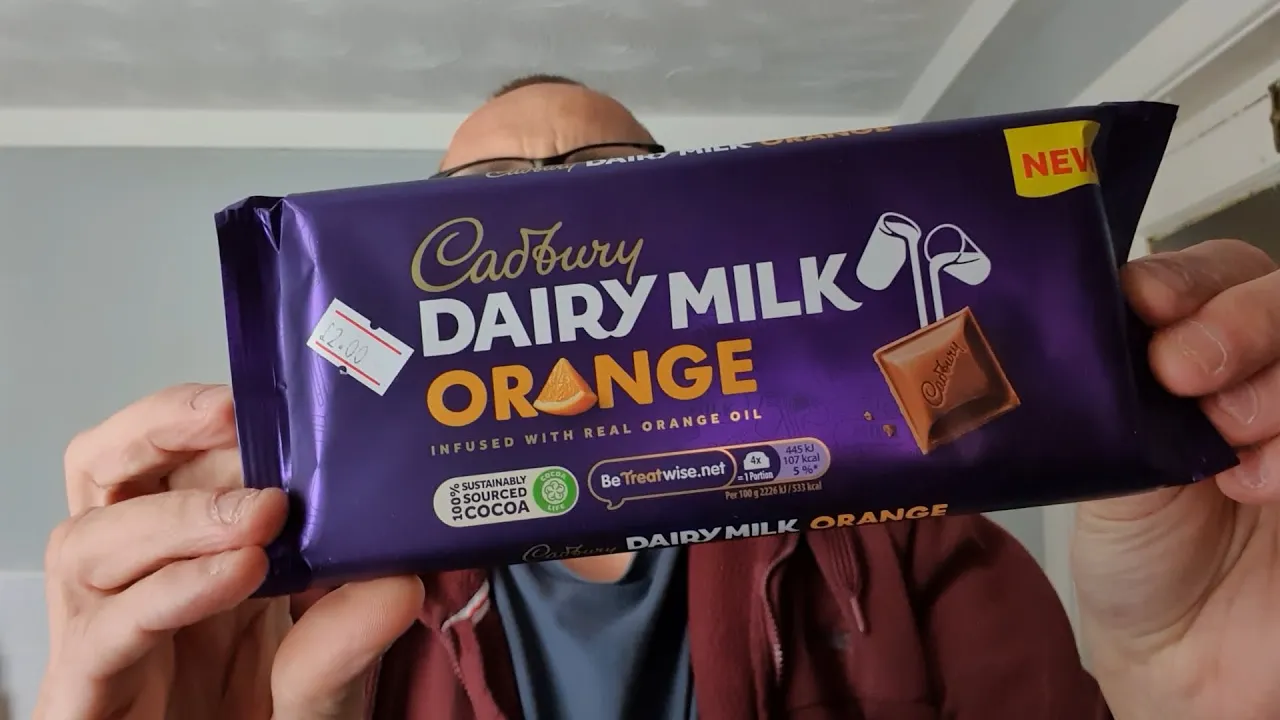 Cadbury DAIRY MILK ORANGE
NEW
Cadbury
DAIRY MILK
ORANGE
INFUSED WITH REAL ORANGE OIL
£2.00
Cadbury
100% SUSTAINABLY
SOURCED
COCOA
COCOA
LIFE
BeTreatwise.net
4x
= 1 Portion
445 kJ
107 kcal
5 %*
Per 100 g 2226 kJ / 533 kcal
Cadbury DAIRY MILK ORANGE